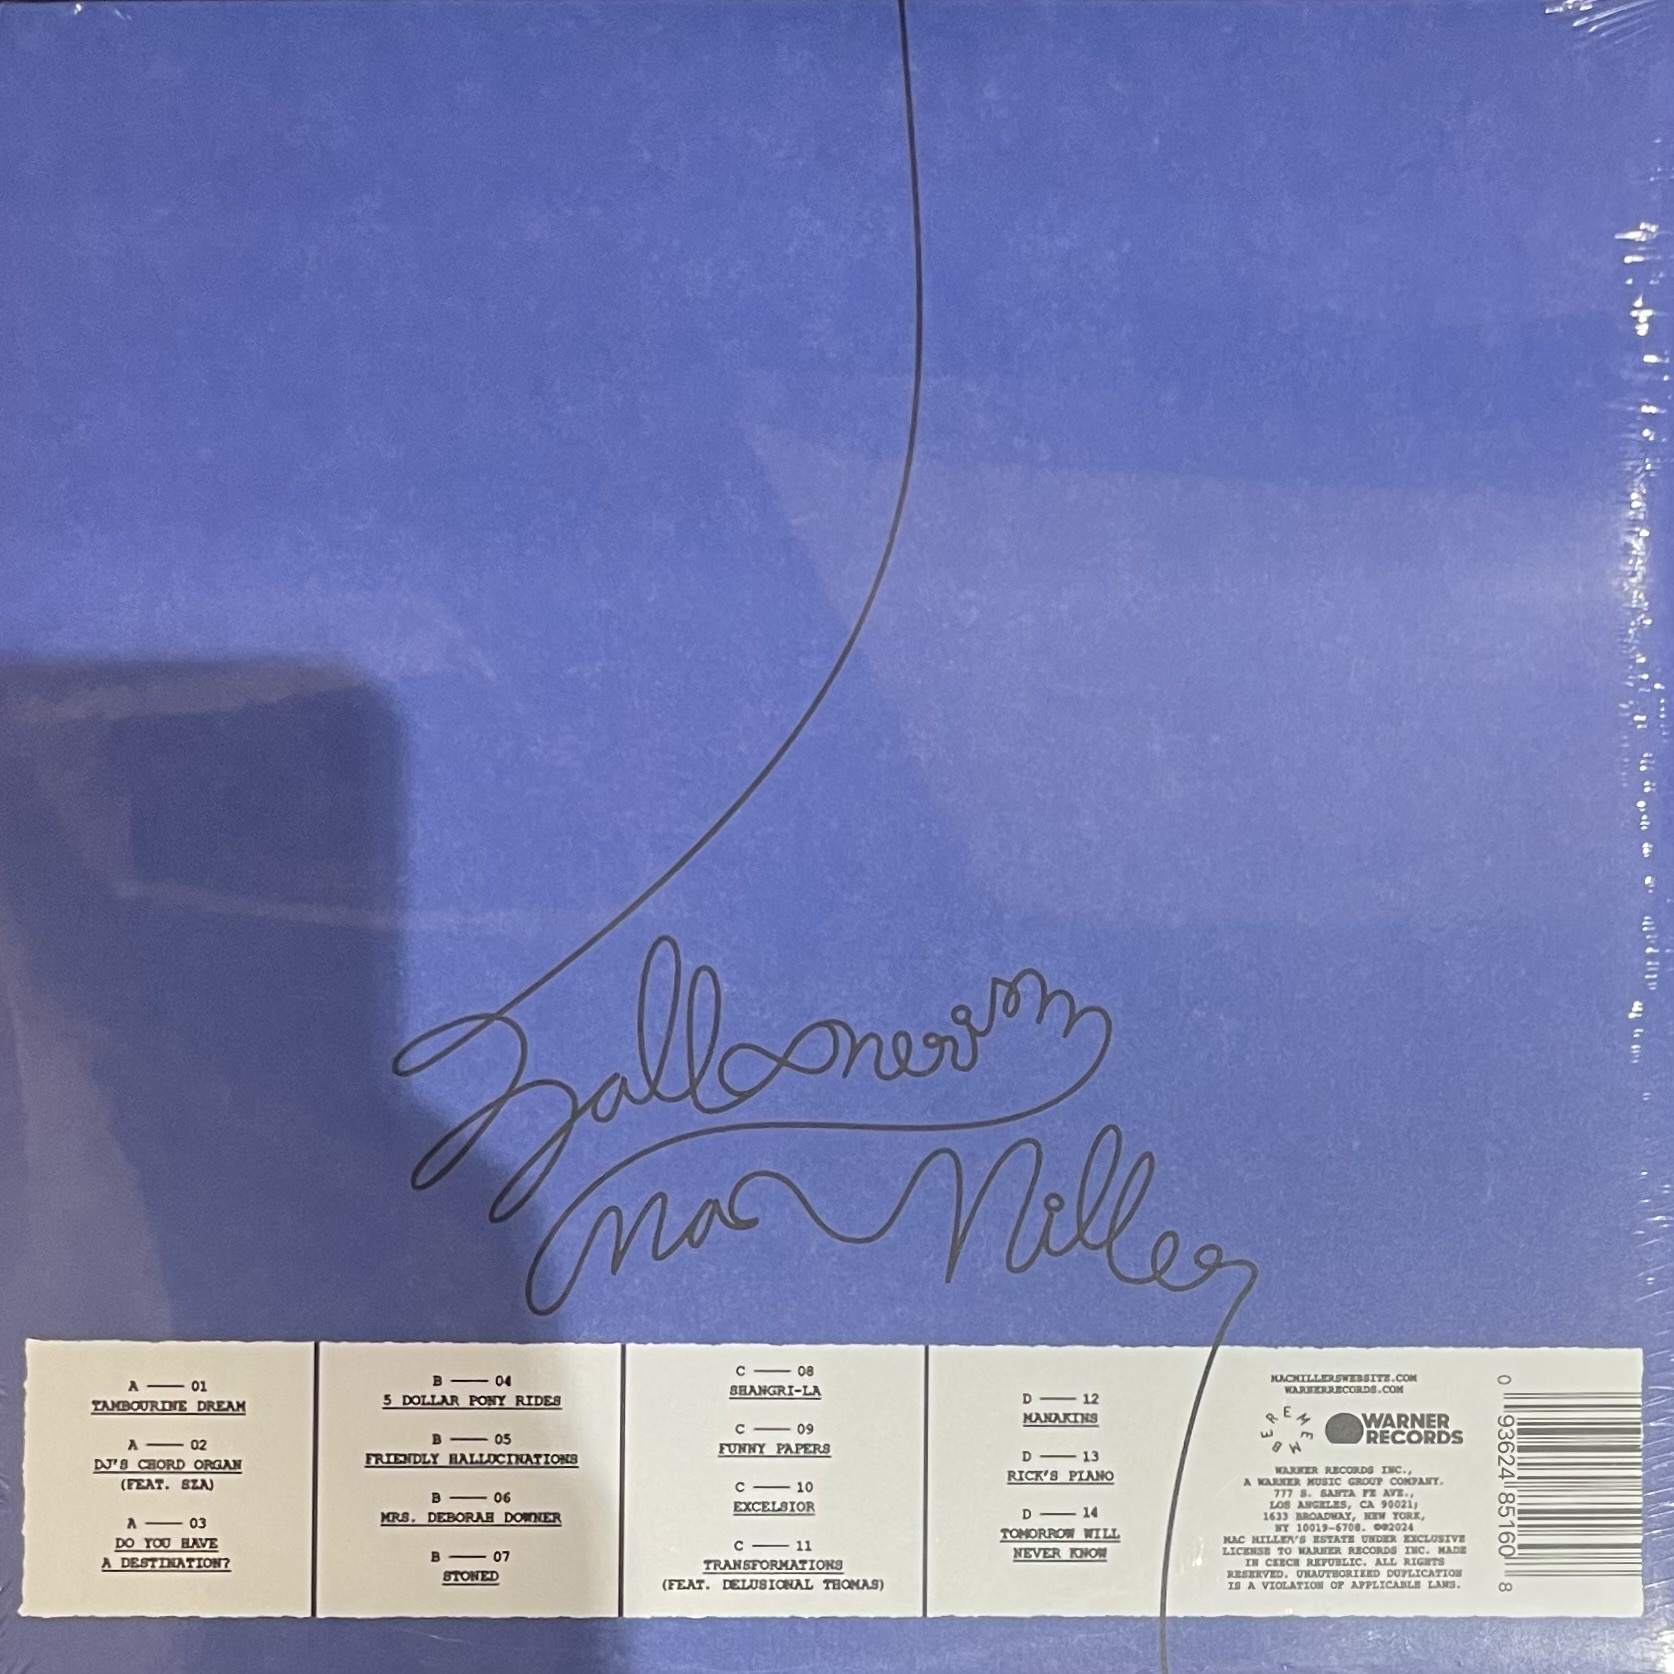 Balloonerism
Mac Miller
A — 01
TAMBOURINE DREAM
A — 02
DJ'S CHORD ORGAN
(FEAT. SZA)
A — 03
DO YOU HAVE
A DESTINATION?
B — 04
5 DOLLAR PONY RIDES
B — 05
FRIENDLY HALLUCINATIONS
B — 06
MRS. DEBORAH DOWNER
B — 07
STONED
C — 08
SHANGRI-LA
C — 09
FUNNY PAPERS
C — 10
EXCELSIOR
C — 11
TRANSFORMATIONS
(FEAT. DELUSIONAL THOMAS)
D — 12
MANAKINS
D — 13
RICK'S PIANO
D — 14
TOMORROW WILL
NEVER KNOW
MACMILLERSWEBSITE.COM
WARNERRECORDS.COM
REMEMBER
WARNER
RECORDS
WARNER RECORDS INC.,
A WARNER MUSIC GROUP COMPANY.
777 S. SANTA FE AVE.,
LOS ANGELES, CA 90021;
1633 BROADWAY, NEW YORK,
NY 10019-6708. ©℗2024
MAC MILLER'S ESTATE UNDER EXCLUSIVE
LICENSE TO WARNER RECORDS INC. MADE
IN CZECH REPUBLIC. ALL RIGHTS
RESERVED. UNAUTHORIZED DUPLICATION
IS A VIOLATION OF APPLICABLE LAWS.
0 93624 85160 8